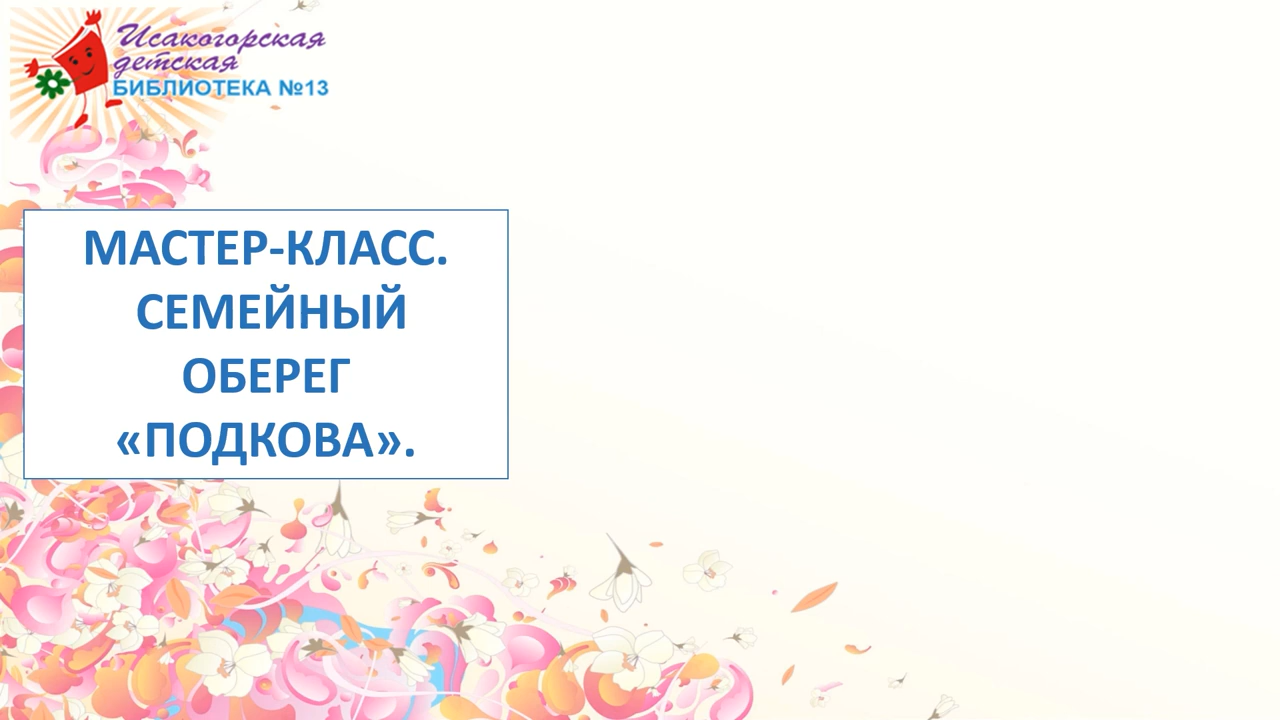 Исакогорская
детская
БИБЛИОТЕКА №13
МАСТЕР-КЛАСС.
СЕМЕЙНЫЙ
ОБЕРЕГ
«ПОДКОВА».